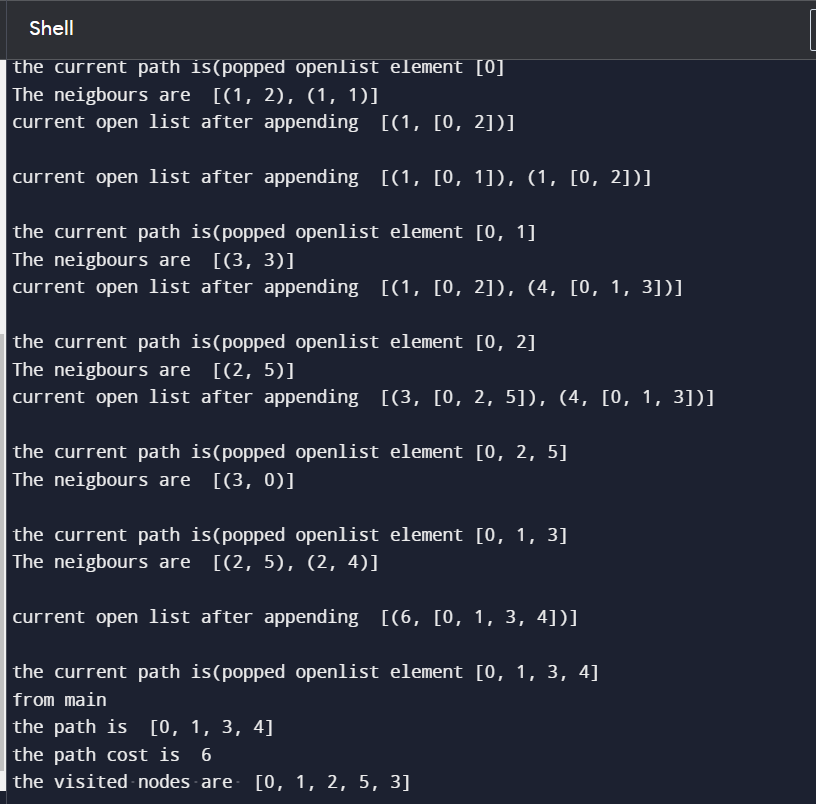 Shell
the current path is(popped openlist element [0]
The neigbours are  [(1, 2), (1, 1)]
current open list after appending  [(1, [0, 2])]
current open list after appending  [(1, [0, 1]), (1, [0, 2])]
the current path is(popped openlist element [0, 1]
The neigbours are  [(3, 3)]
current open list after appending  [(1, [0, 2]), (4, [0, 1, 3])]
the current path is(popped openlist element [0, 2]
The neigbours are  [(2, 5)]
current open list after appending  [(3, [0, 2, 5]), (4, [0, 1, 3])]
the current path is(popped openlist element [0, 2, 5]
The neigbours are  [(3, 0)]
the current path is(popped openlist element [0, 1, 3]
The neigbours are  [(2, 5), (2, 4)]
current open list after appending  [(6, [0, 1, 3, 4])]
the current path is(popped openlist element [0, 1, 3, 4]
from main
the path is  [0, 1, 3, 4]
the path cost is  6
the visited nodes are  [0, 1, 2, 5, 3]